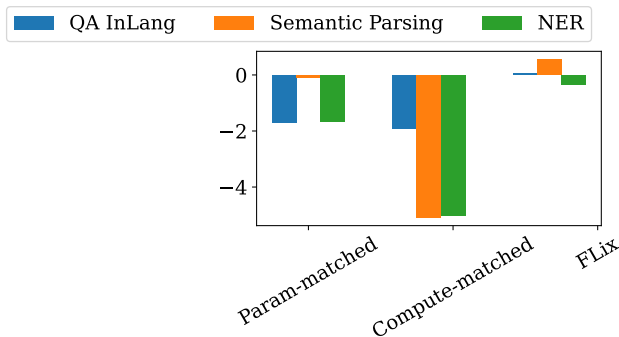 QA InLang Semantic Parsing NER
0
−2
−4
Param-matched
Compute-matched
FLix